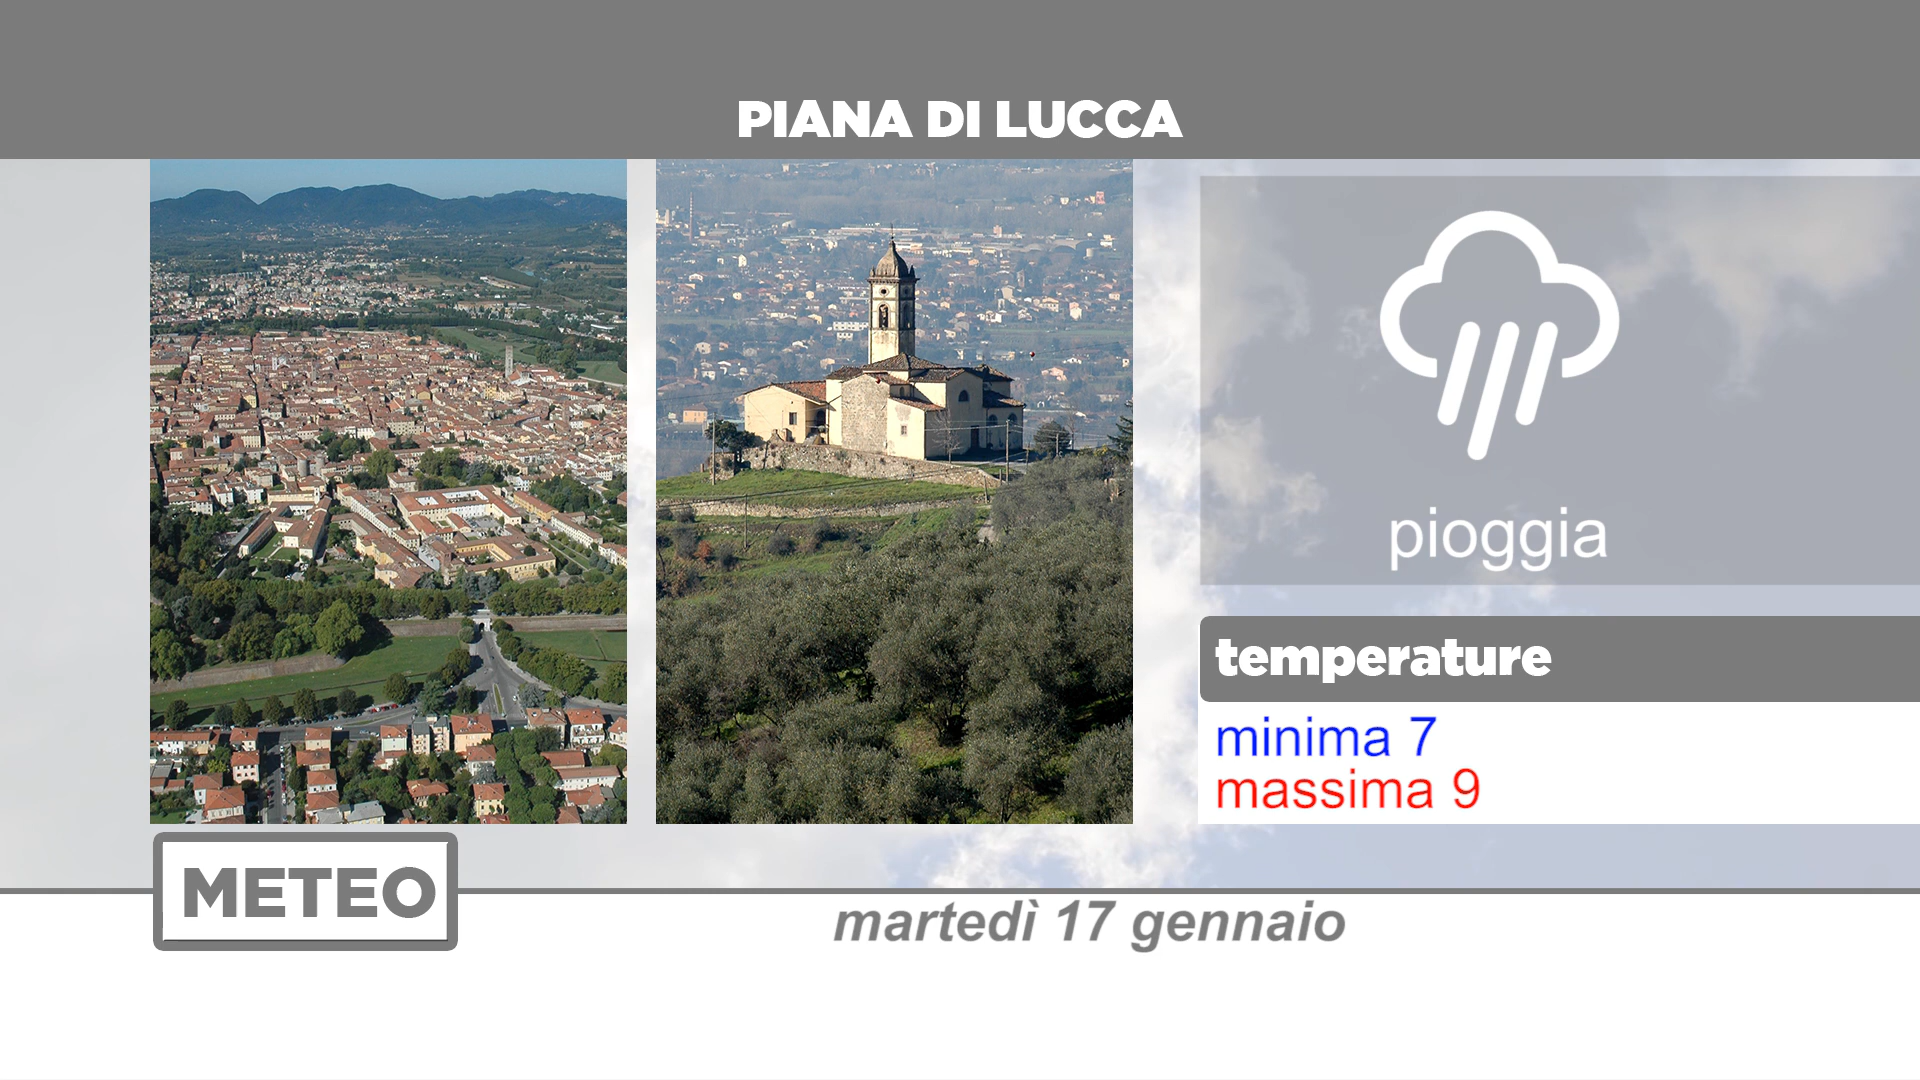 PIANA DI LUCCA
pioggia
temperature
minima 7
massima 9
METEO
martedì 17 gennaio